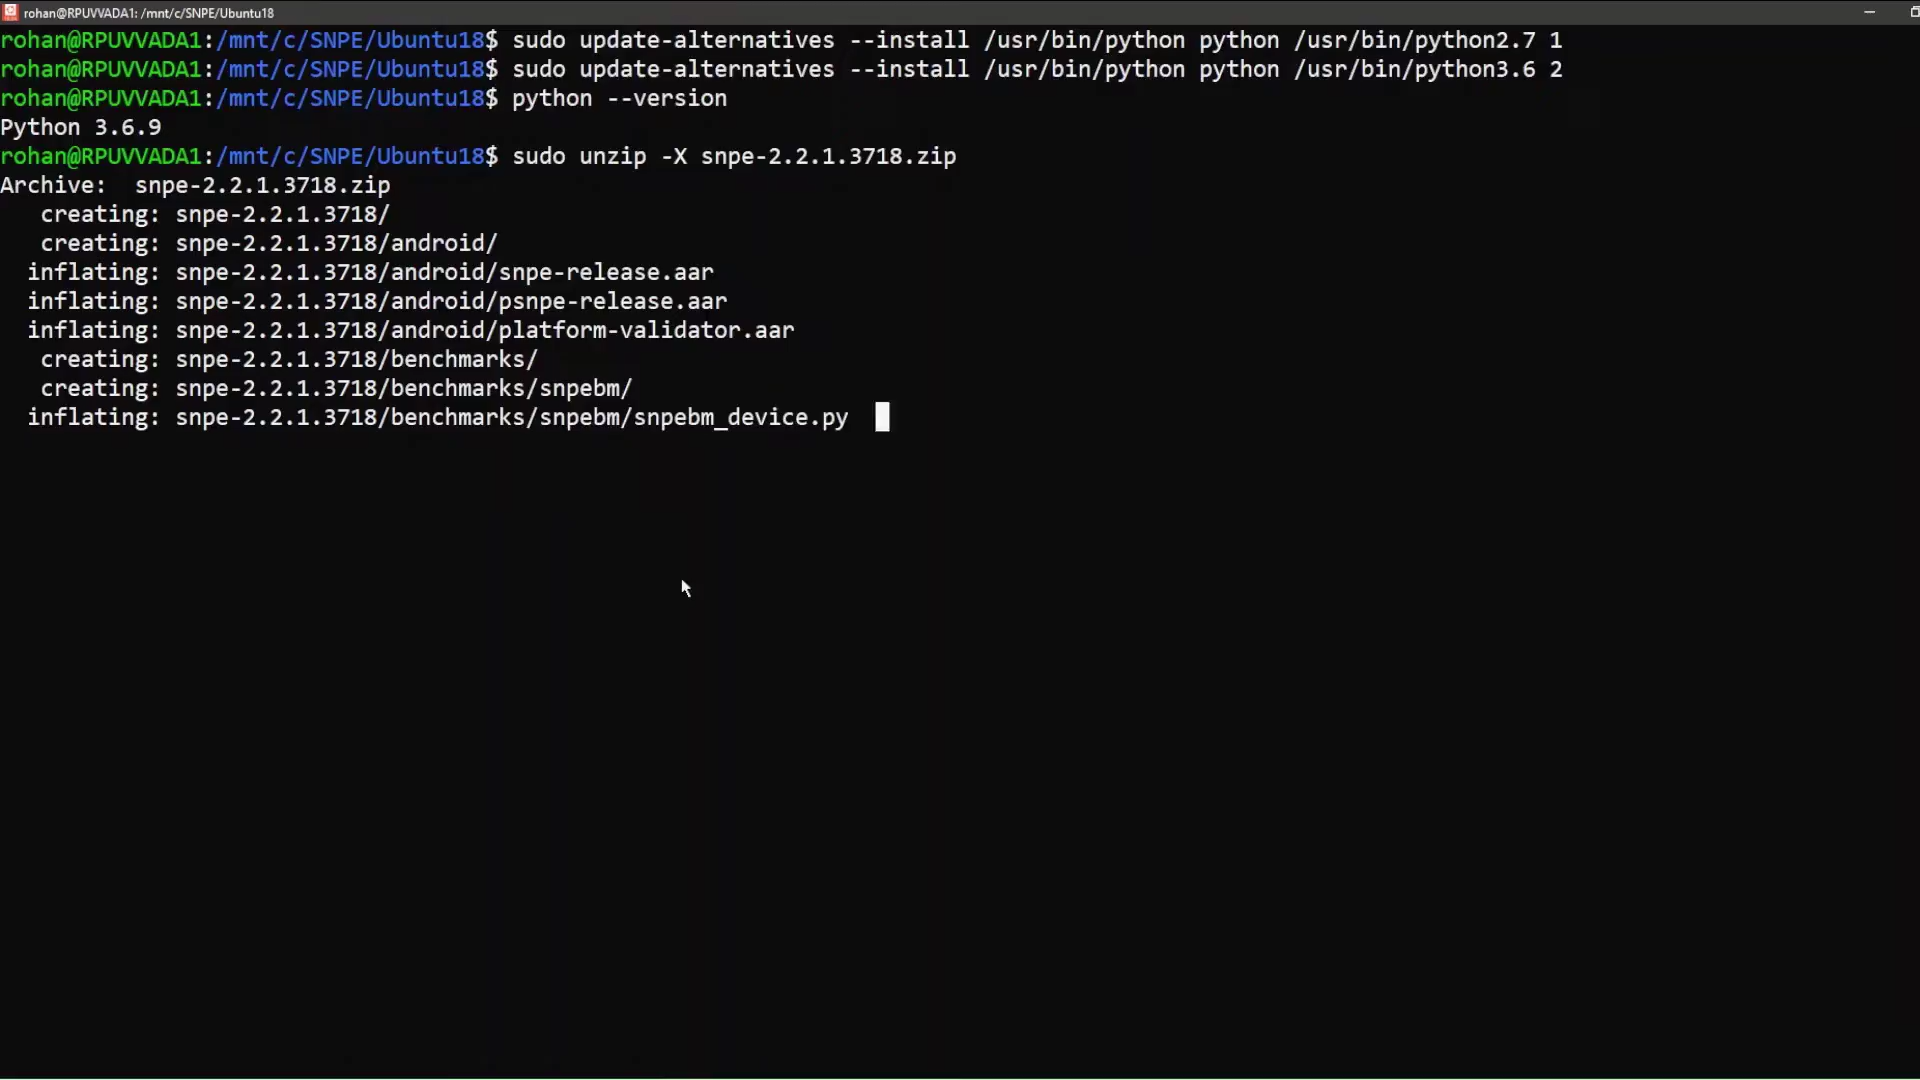 rohan@RPUVVADA1: /mnt/c/SNPE/Ubuntu18
rohan@RPUVVADA1:/mnt/c/SNPE/Ubuntu18$ sudo update-alternatives --install /usr/bin/python python /usr/bin/python2.7 1
rohan@RPUVVADA1:/mnt/c/SNPE/Ubuntu18$ sudo update-alternatives --install /usr/bin/python python /usr/bin/python3.6 2
rohan@RPUVVADA1:/mnt/c/SNPE/Ubuntu18$ python --version
Python 3.6.9
rohan@RPUVVADA1:/mnt/c/SNPE/Ubuntu18$ sudo unzip -X snpe-2.2.1.3718.zip
Archive:  snpe-2.2.1.3718.zip
   creating: snpe-2.2.1.3718/
   creating: snpe-2.2.1.3718/android/
  inflating: snpe-2.2.1.3718/android/snpe-release.aar
  inflating: snpe-2.2.1.3718/android/psnpe-release.aar
  inflating: snpe-2.2.1.3718/android/platform-validator.aar
   creating: snpe-2.2.1.3718/benchmarks/
   creating: snpe-2.2.1.3718/benchmarks/snpebm/
  inflating: snpe-2.2.1.3718/benchmarks/snpebm/snpebm_device.py